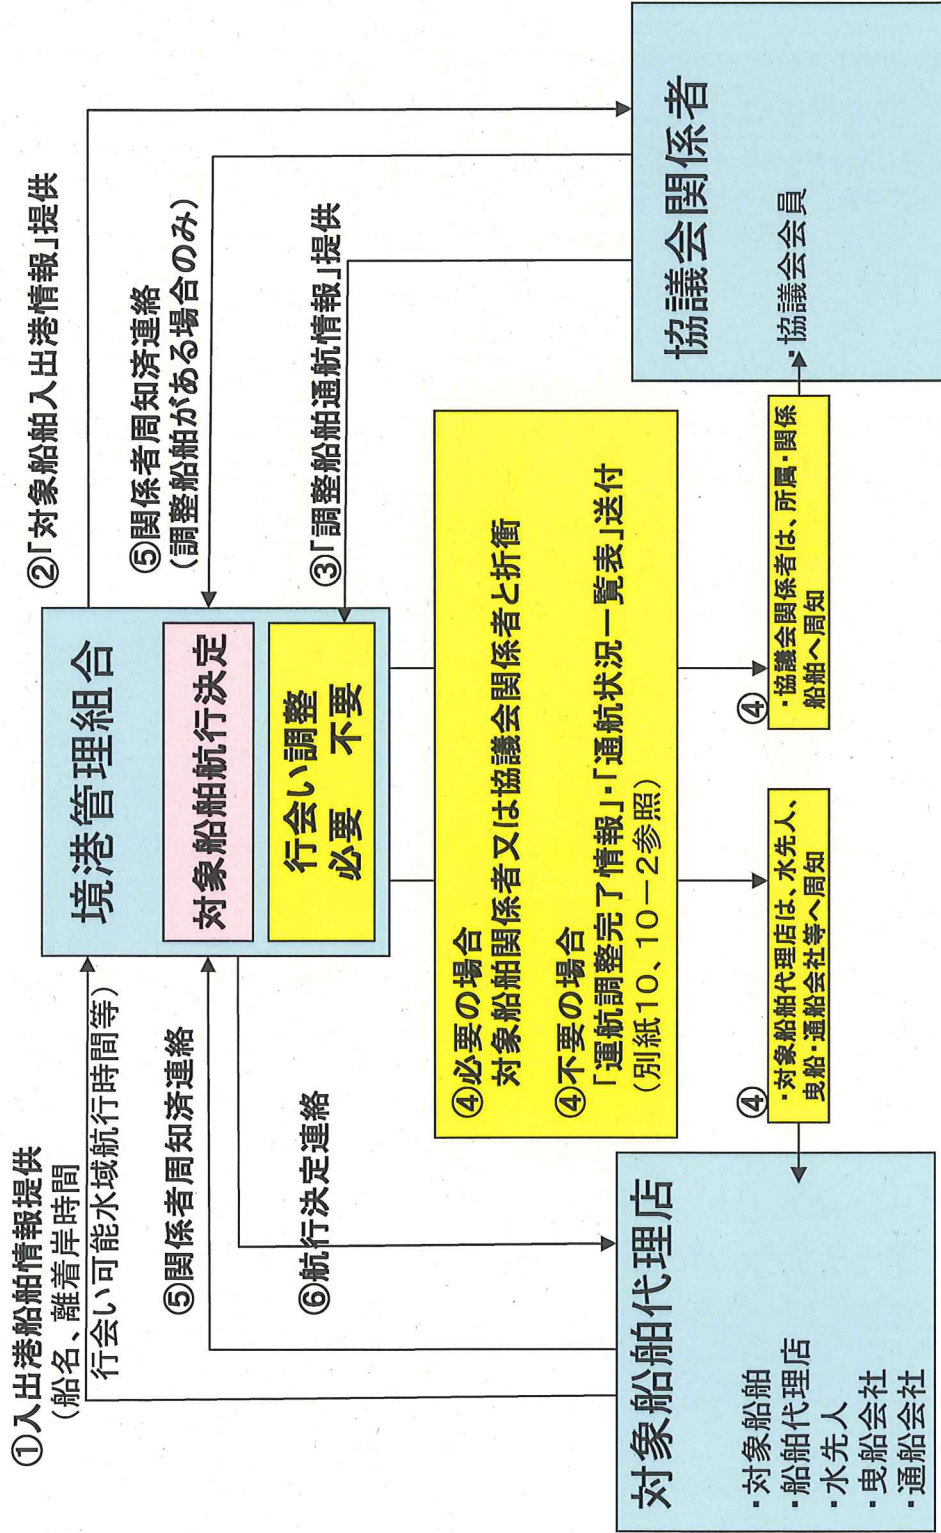 ①入出港船舶情報提供
(船名、離着岸時間
行会い可能水域航行時間等)
②「対象船舶入出港情報」提供
境港管理組合
対象船舶航行決定
行会い調整
必要 不要
⑤関係者周知済連絡
⑥航行決定連絡
⑤関係者周知済連絡
(調整船舶がある場合のみ)
③「調整船舶通航情報」提供
④必要の場合
対象船舶関係者又は協議会関係者と折衝
④不要の場合
「運航調整完了情報」・「通航状況一覧表」送付
(別紙10、10-2参照)
対象船舶代理店
・対象船舶
・船舶代理店
・水先人
・曳船会社
・通船会社
④
・対象船舶代理店は、水先人、
曳船・通船会社等へ周知
④
・協議会関係者は、所属・関係
船舶へ周知
協議会関係者
・協議会会員